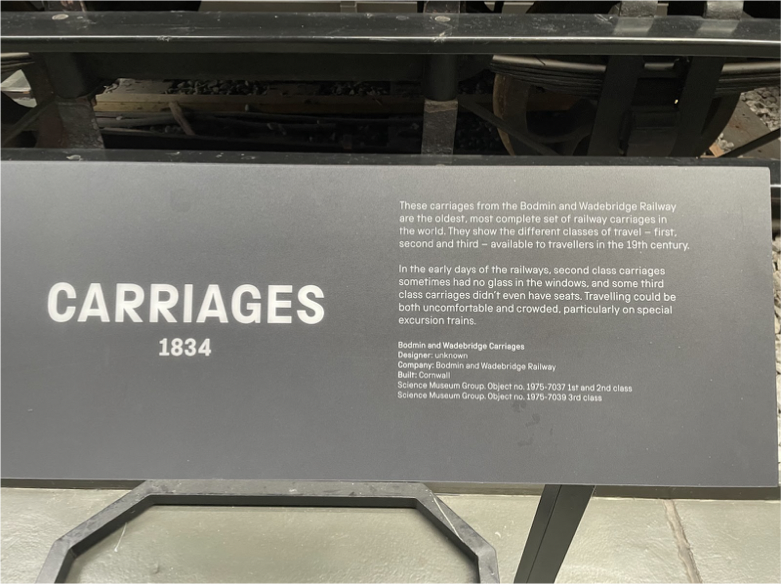 CARRIAGES
1834
These carriages from the Bodmin and Wadebridge Railway
are the oldest, most complete set of railway carriages in
the world. They show the different classes of travel – first,
second and third – available to travellers in the 19th century.
In the early days of the railways, second class carriages
sometimes had no glass in the windows, and some third
class carriages didn't even have seats. Travelling could be
both uncomfortable and crowded, particularly on special
excursion trains.
Bodmin and Wadebridge Carriages
Designer: unknown
Company: Bodmin and Wadebridge Railway
Built: Cornwall
Science Museum Group. Object no. 1975-7037 1st and 2nd class
Science Museum Group. Object no. 1975-7039 3rd class